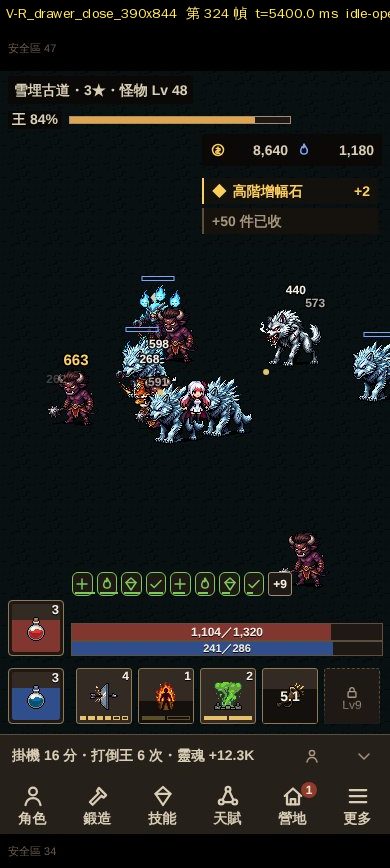 V-R_drawer_close_390x844 第 324 幀 t=5400.0 ms idle-ope
安全區 47
雪埋古道・3★・怪物 Lv 48
王 84%
8,640 1,180
高階增幅石 +2
+50 件已收
440
573
598
268
663
591
+9
3
1,104／1,320
241／286
3
4
1
2
5.1
Lv9
掛機 16 分・打倒王 6 次・靈魂 +12.3K
1
角色 鍛造 技能 天賦 營地 更多
安全區 34